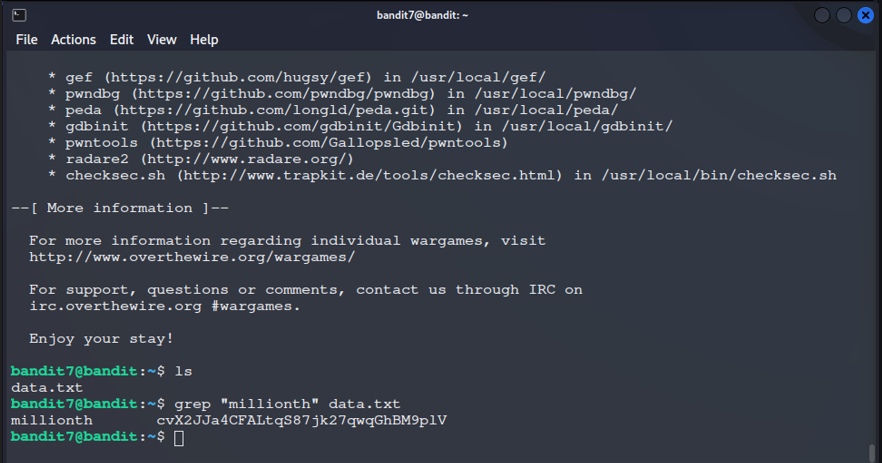 bandit7@bandit: ~
File Actions Edit View Help
* gef (https://github.com/hugsy/gef) in /usr/local/gef/
* pwndbg (https://github.com/pwndbg/pwndbg) in /usr/local/pwndbg/
* peda (https://github.com/longld/peda.git) in /usr/local/peda/
* gdbinit (https://github.com/gdbinit/Gdbinit) in /usr/local/gdbinit/
* pwntools (https://github.com/Gallopsled/pwntools)
* radare2 (http://www.radare.org/)
* checksec.sh (http://www.trapkit.de/tools/checksec.html) in /usr/local/bin/checksec.sh
--[ More information ]--
For more information regarding individual wargames, visit
http://www.overthewire.org/wargames/
For support, questions or comments, contact us through IRC on
irc.overthewire.org #wargames.
Enjoy your stay!
bandit7@bandit:~$ ls
data.txt
bandit7@bandit:~$ grep "millionth" data.txt
millionth cvX2JJa4CFALtqS87jk27qwqGhBM9plV
bandit7@bandit:~$